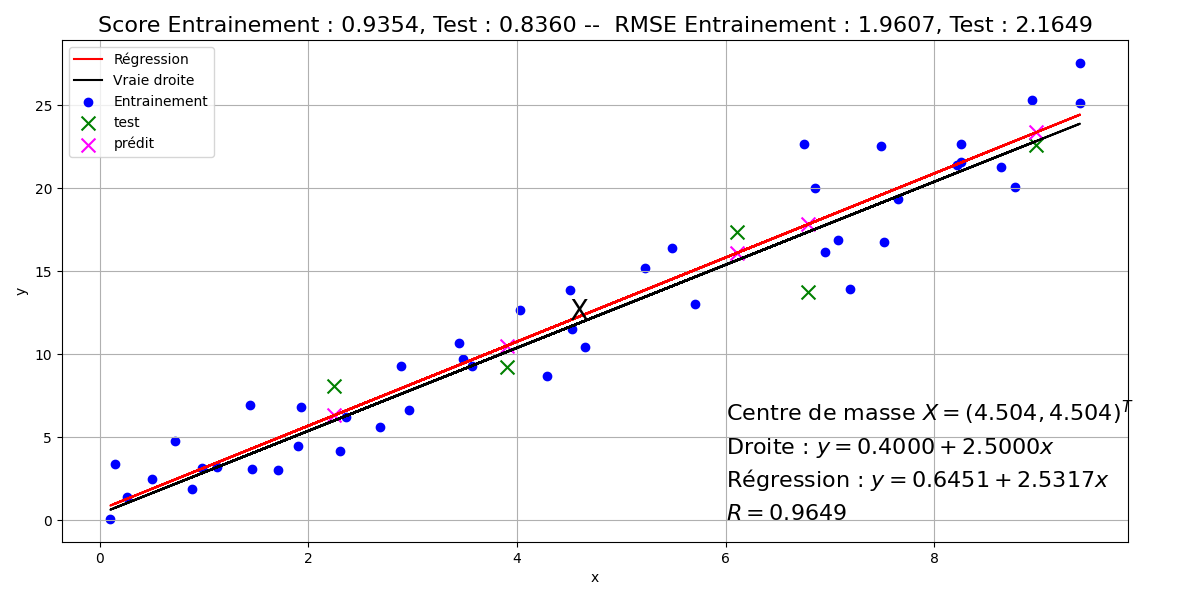 Score Entrainement : 0.9354, Test : 0.8360 --  RMSE Entrainement : 1.9607, Test : 2.1649
Régression
Vraie droite
Entrainement
test
prédit
25
20
15
10
5
0
y
X
Centre de masse X = (4.504, 4.504)^T
Droite : y = 0.4000 + 2.5000x
Régression : y = 0.6451 + 2.5317x
R = 0.9649
0 2 4 6 8
x